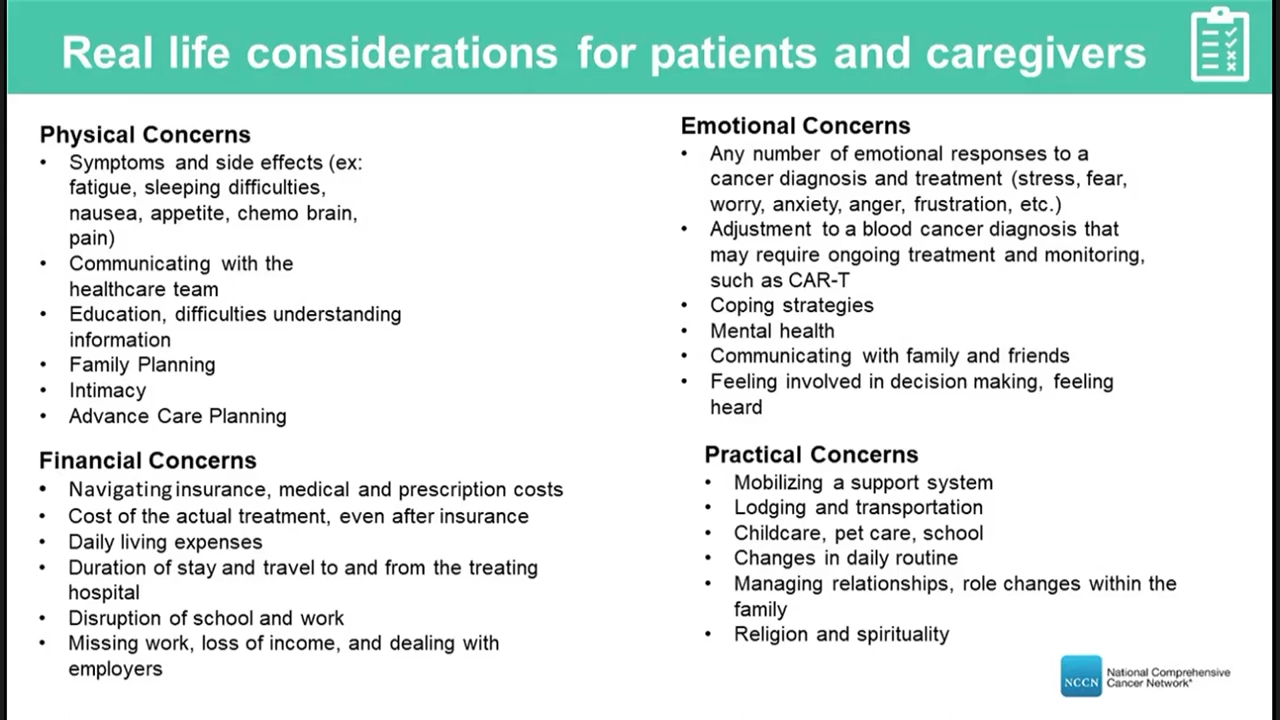 Real life considerations for patients and caregivers
Physical Concerns
• Symptoms and side effects (ex:
fatigue, sleeping difficulties,
nausea, appetite, chemo brain,
pain)
• Communicating with the
healthcare team
• Education, difficulties understanding
information
• Family Planning
• Intimacy
• Advance Care Planning
Financial Concerns
• Navigating insurance, medical and prescription costs
• Cost of the actual treatment, even after insurance
• Daily living expenses
• Duration of stay and travel to and from the treating
hospital
• Disruption of school and work
• Missing work, loss of income, and dealing with
employers
Emotional Concerns
• Any number of emotional responses to a
cancer diagnosis and treatment (stress, fear,
worry, anxiety, anger, frustration, etc.)
• Adjustment to a blood cancer diagnosis that
may require ongoing treatment and monitoring,
such as CAR-T
• Coping strategies
• Mental health
• Communicating with family and friends
• Feeling involved in decision making, feeling
heard
Practical Concerns
• Mobilizing a support system
• Lodging and transportation
• Childcare, pet care, school
• Changes in daily routine
• Managing relationships, role changes within the
family
• Religion and spirituality
NCCN
National Comprehensive
Cancer Network®